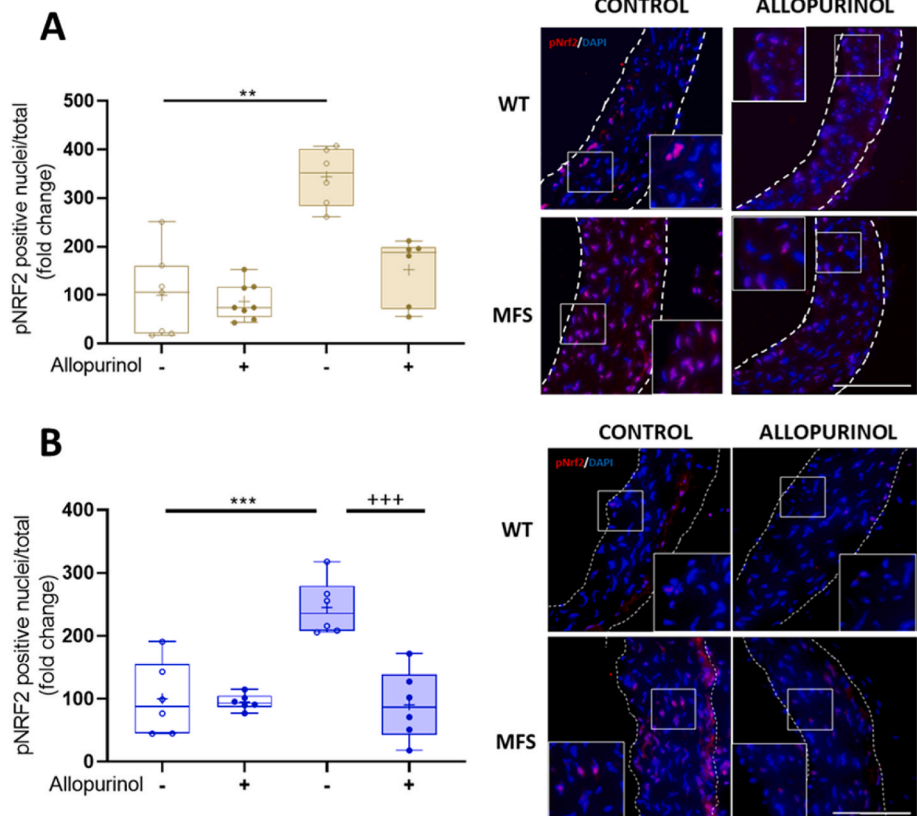 A
CONTROL ALLOPURINOL
pNRF2 positive nuclei/total
(fold change)
500
400
300
200
100
0
**
Allopurinol - + - +
pNrf2/DAPI
WT
MFS
B
CONTROL ALLOPURINOL
pNRF2 positive nuclei/total
(fold change)
400
300
200
100
0
*** +++
Allopurinol - + - +
pNrf2/DAPI
WT
MFS